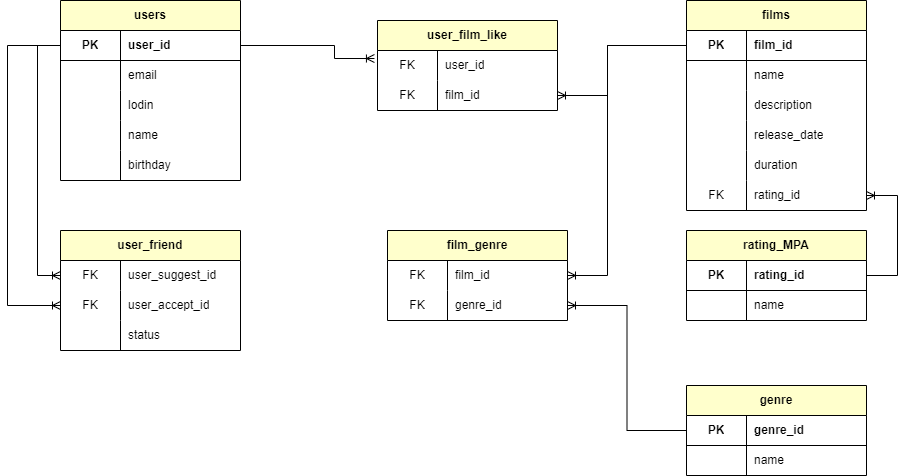 users
PK user_id
email
lodin
name
birthday
user_film_like
FK user_id
FK film_id
films
PK film_id
name
description
release_date
duration
FK rating_id
user_friend
FK user_suggest_id
FK user_accept_id
status
film_genre
FK film_id
FK genre_id
rating_MPA
PK rating_id
name
genre
PK genre_id
name